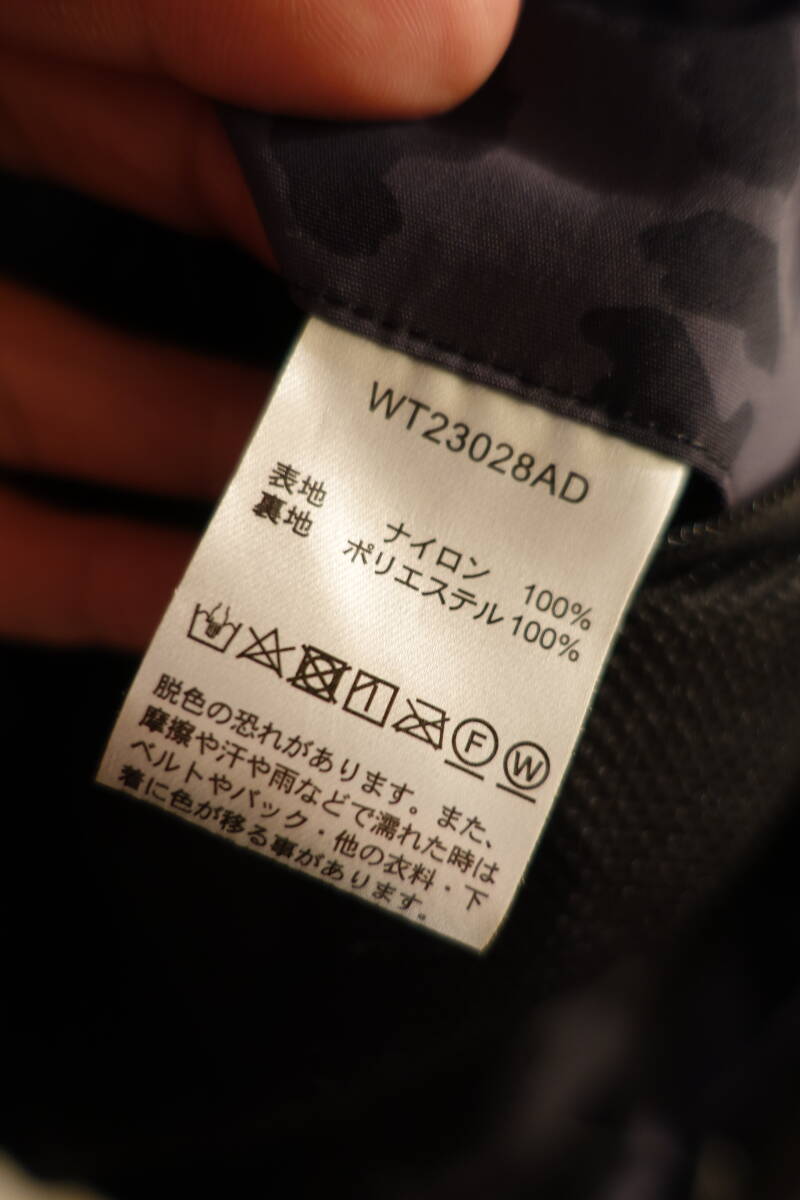 WT23028AD
表地 ナイロン 100%
裏地 ポリエステル 100%
F W
脱色の恐れがあります。また、
摩擦や汗や雨などで濡れた時は
ベルトやバック・他の衣料・下
着に色が移る事があります。